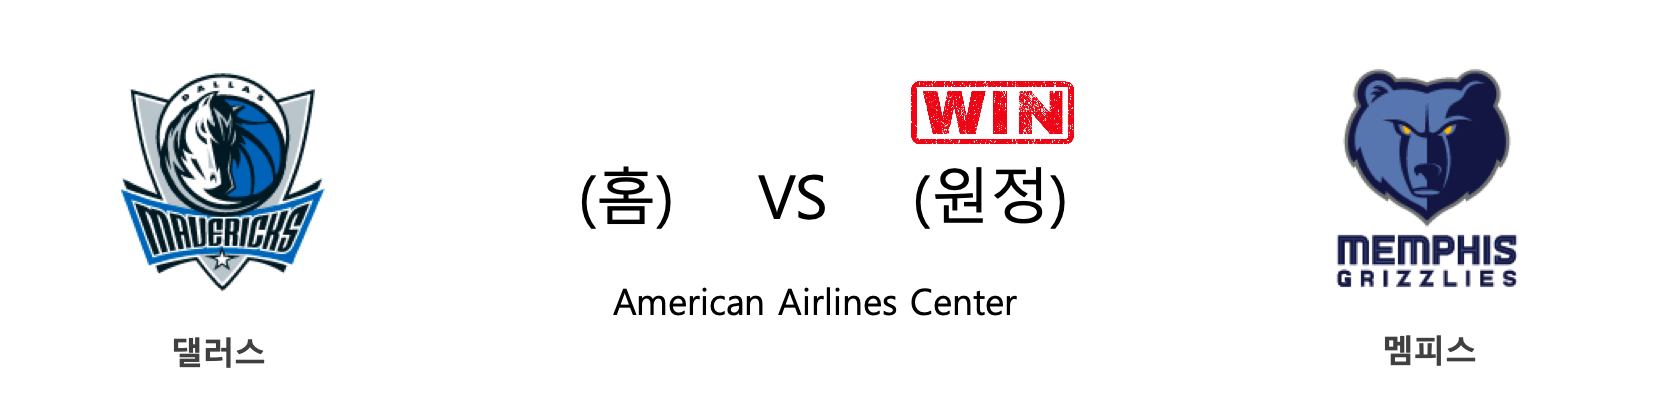 DALLAS
MAVERICKS
WIN
(홈) VS (원정)
American Airlines Center
MEMPHIS
GRIZZLIES
댈러스
멤피스